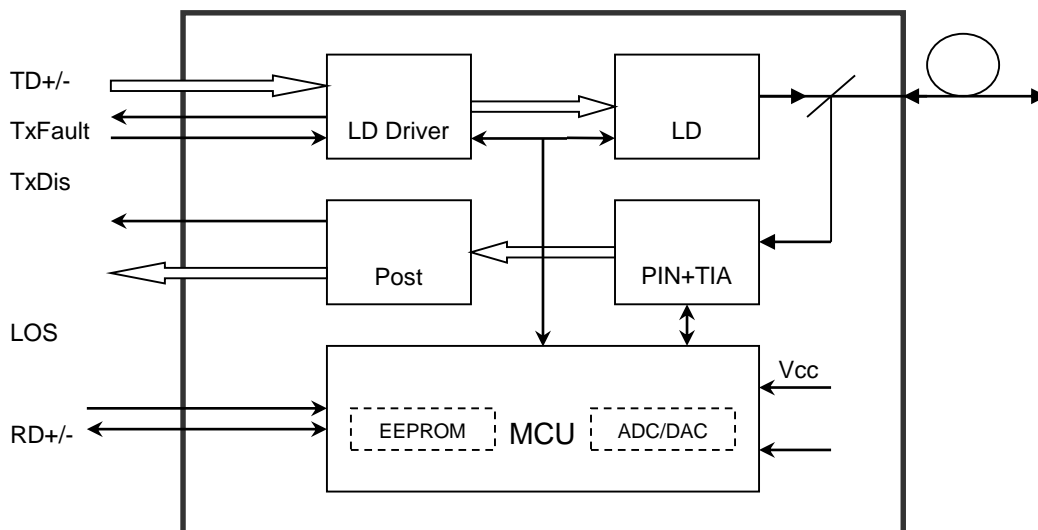 TD+/-
TxFault
LD Driver
LD
TxDis
Post
PIN+TIA
LOS
Vcc
RD+/-
EEPROM
MCU
ADC/DAC